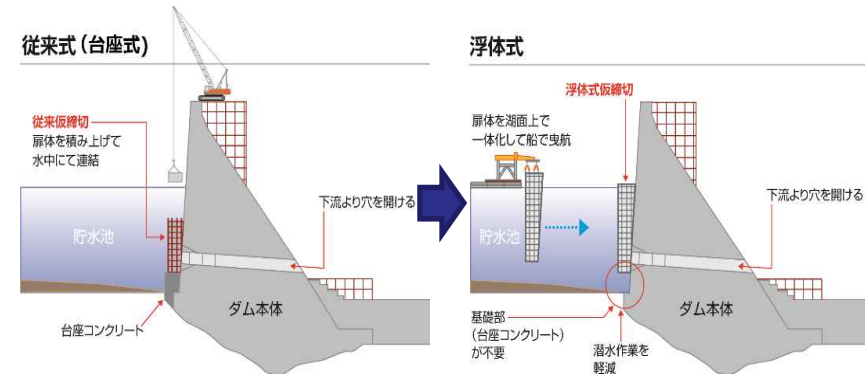 従来式(台座式)
従来仮締切
扉体を積み上げて
水中にて連結
貯水池
下流より穴を開ける
ダム本体
台座コンクリート
浮体式
浮体式仮締切
扉体を湖面上で
一体化して船で曳航
貯水池
下流より穴を開ける
ダム本体
基礎部
(台座コンクリート)
が不要
潜水作業を
軽減